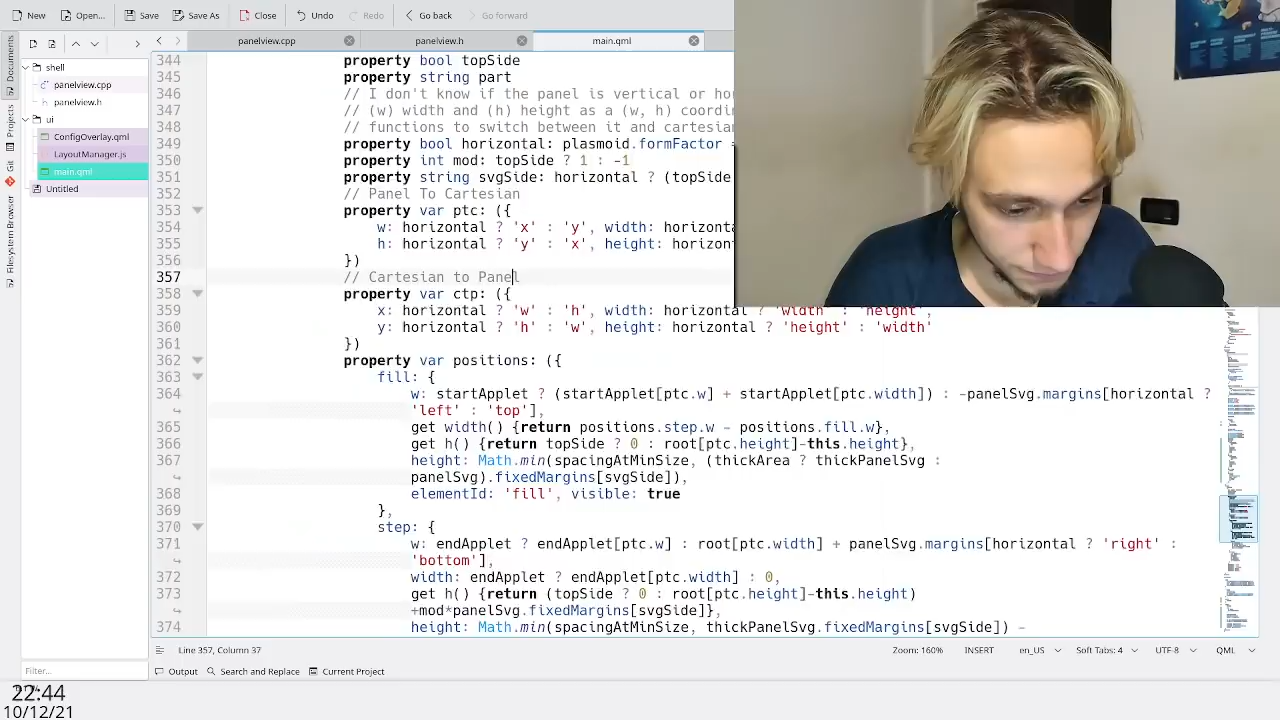 New Open... Save Save As Close Undo Redo Go back Go forward
panelview.cpp panelview.h main.qml
Documents
Projects
Git
Filesystem Browser
shell
panelview.cpp
panelview.h
ui
ConfigOverlay.qml
LayoutManager.js
main.qml
Untitled
344 property bool topSide
345 property string part
346 // I don't know if the panel is vertical or
347 // (w) width and (h) height as a (w, h)
348 // functions to switch between it and
349 property bool horizontal: plasmoid.formFactor =
350 property int mod: topSide ? 1 : -1
351 property string svgSide: horizontal ? (topSide
352 // Panel To Cartesian
353 property var ptc: ({
354 w: horizontal ? 'x' : 'y', width:
355 h: horizontal ? 'y' : 'x', height:
356 })
357 // Cartesian to Panel
358 property var ctp: ({
359 x: horizontal ? 'w' : 'h', width: horizontal ? 'width' : 'height',
360 y: horizontal ? 'h' : 'w', height: horizontal ? 'height' : 'width'
361 })
362 property var positions: ({
363 fill: {
364 w: startApplet ? (startApplet[ptc.w] + startApplet[ptc.width]) : -panelSvg.margins[horizontal ?
'left' : 'top'],
365 get width() {return positions.step.w - positions.fill.w},
366 get h() {return topSide ? 0 : root[ptc.height]-this.height},
367 height: Math.min(spacingAtMinSize, (thickArea ? thickPanelSvg :
panelSvg).fixedMargins[svgSide]),
368 elementId: 'fill', visible: true
369 },
370 step: {
371 w: endApplet ? endApplet[ptc.w] : root[ptc.width] + panelSvg.margins[horizontal ? 'right' :
'bottom'],
372 width: endApplet ? endApplet[ptc.width] : 0,
373 get h() {return (topSide ? 0 : root[ptc.height]-this.height)
+mod*panelSvg.fixedMargins[svgSide]},
374 height: Math.min(spacingAtMinSize, thickPanelSvg.fixedMargins[svgSide]) -
Line 357, Column 37 Zoom: 160% INSERT en_US Soft Tabs: 4 UTF-8 QML
Filter... Output Search and Replace Current Project
22:44
10/12/21